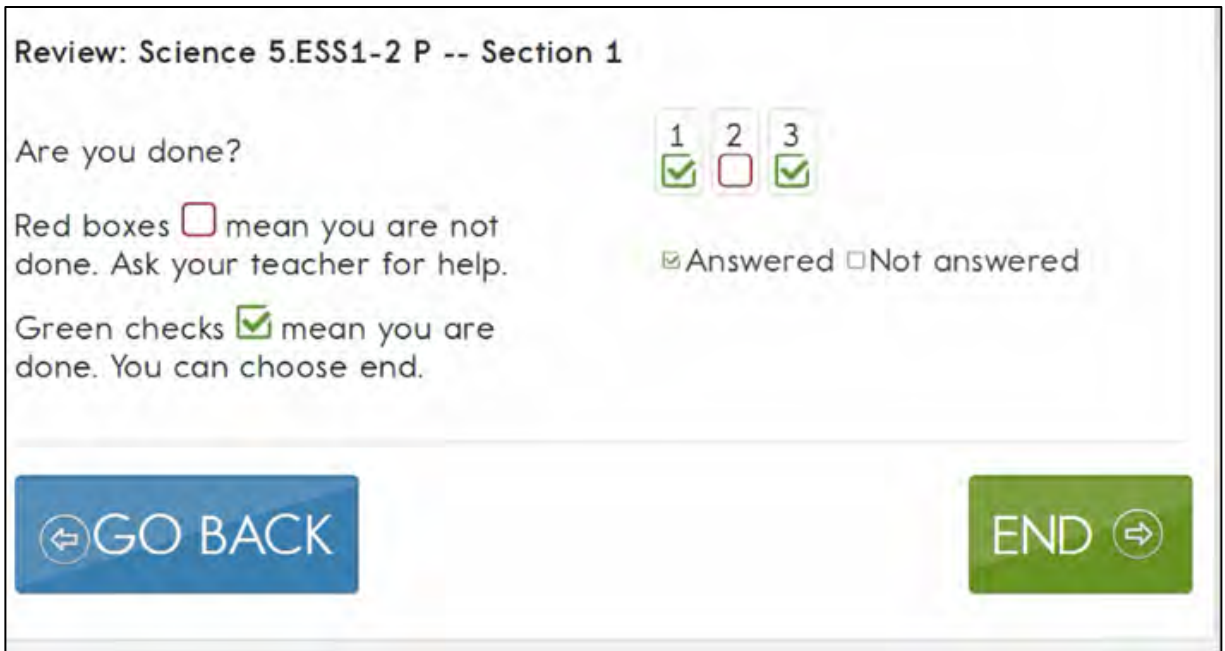 Review: Science 5.ESS1-2 P -- Section 1
Are you done?
Red boxes mean you are not
done. Ask your teacher for help.
Green checks mean you are
done. You can choose end.
1 2 3
Answered Not answered
GO BACK
END